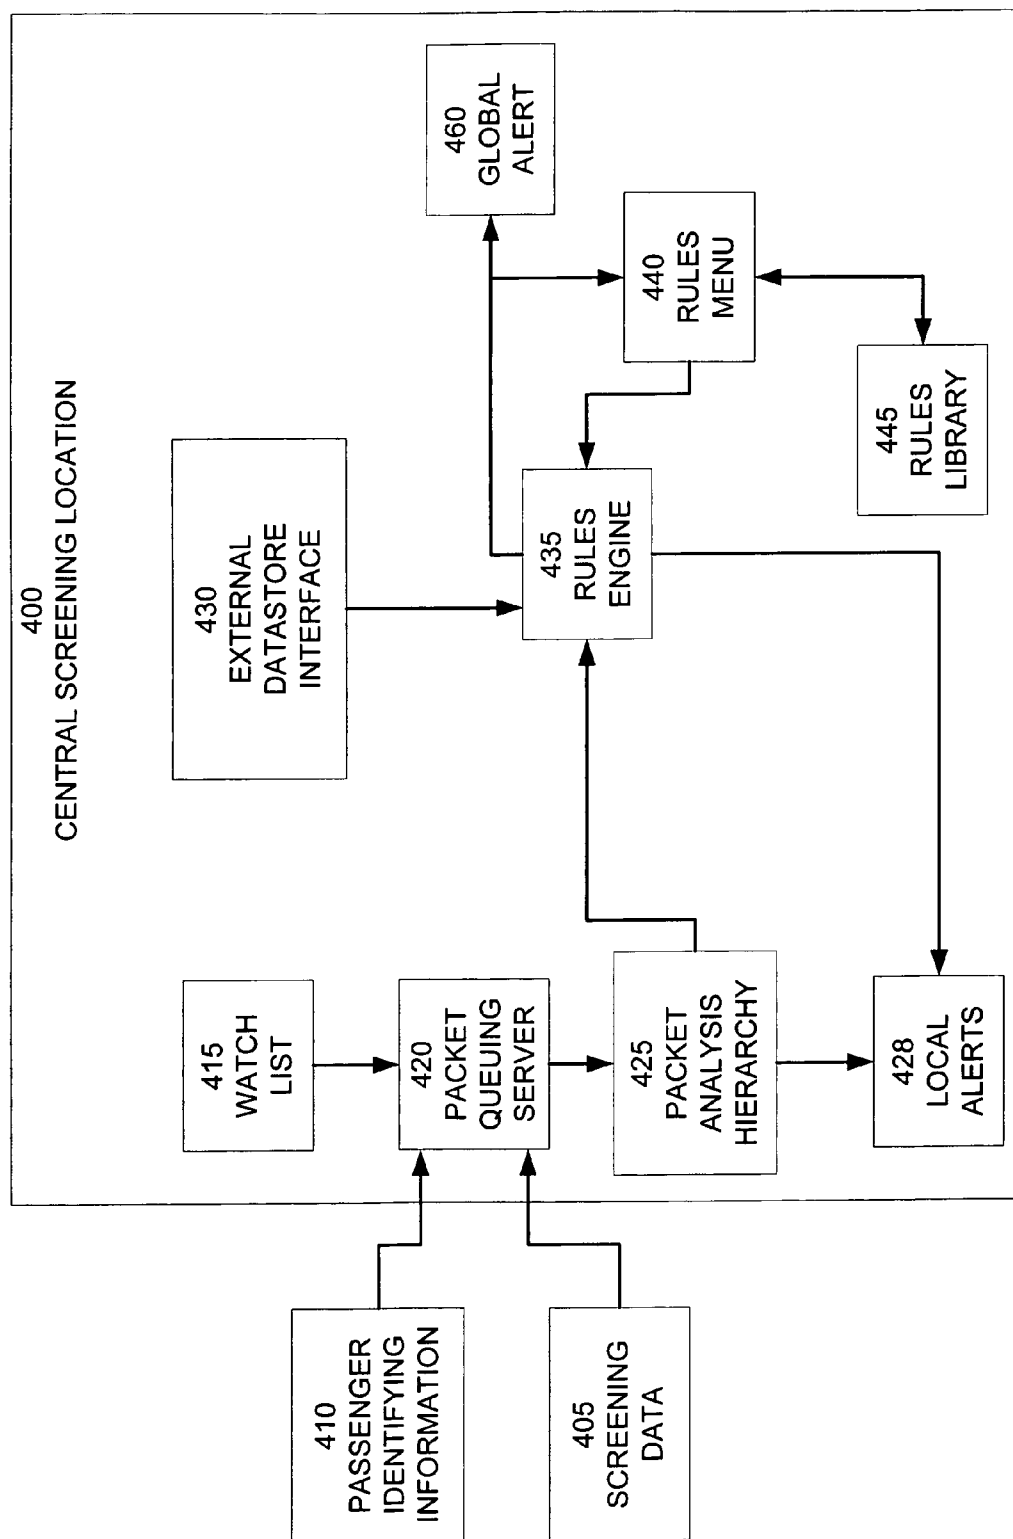 400
CENTRAL SCREENING LOCATION
410
PASSENGER
IDENTIFYING
INFORMATION
405
SCREENING
DATA
415
WATCH
LIST
420
PACKET
QUEUING
SERVER
425
PACKET
ANALYSIS
HIERARCHY
428
LOCAL
ALERTS
430
EXTERNAL
DATASTORE
INTERFACE
435
RULES
ENGINE
460
GLOBAL
ALERT
440
RULES
MENU
445
RULES
LIBRARY